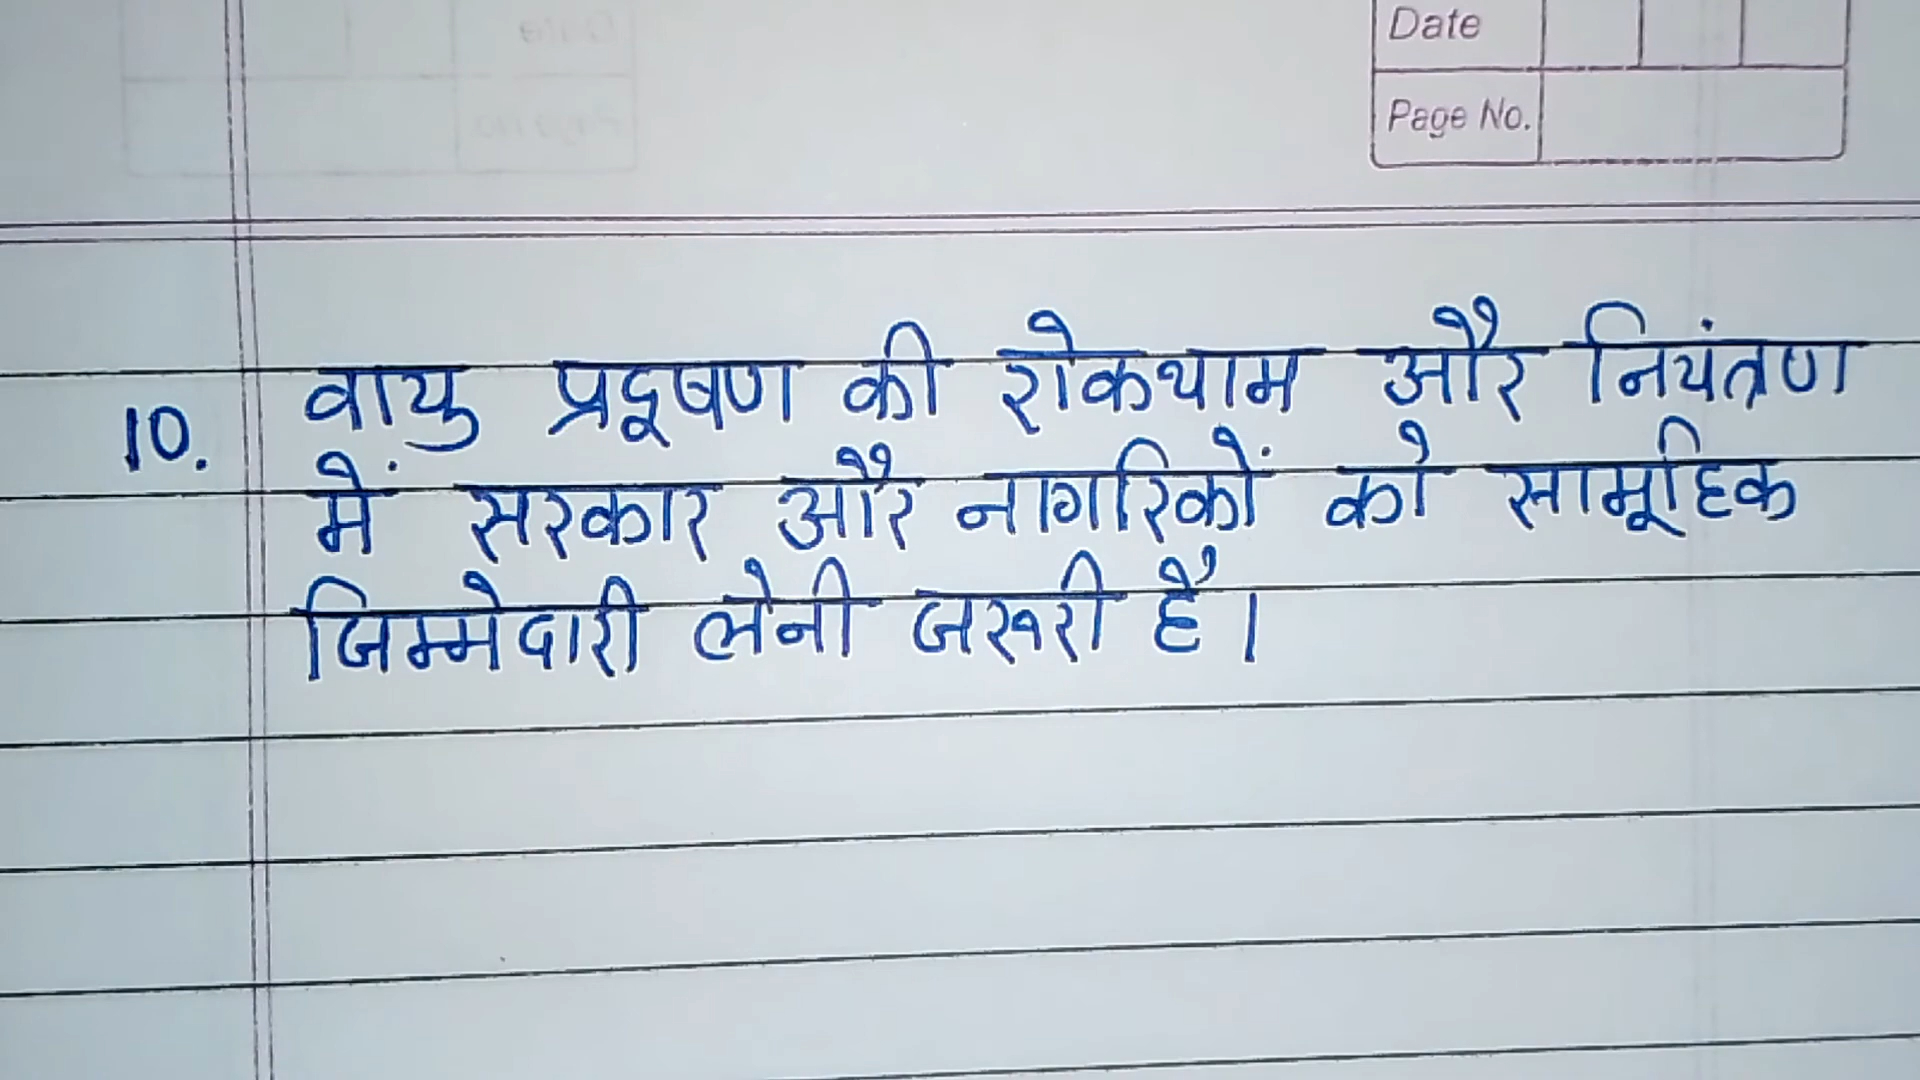 Date
Page No.
10. वायु प्रदूषण की रोकथाम और नियंत्रण
में सरकार और नागरिकों को सामूहिक
जिम्मेदारी लेनी जरूरी है।